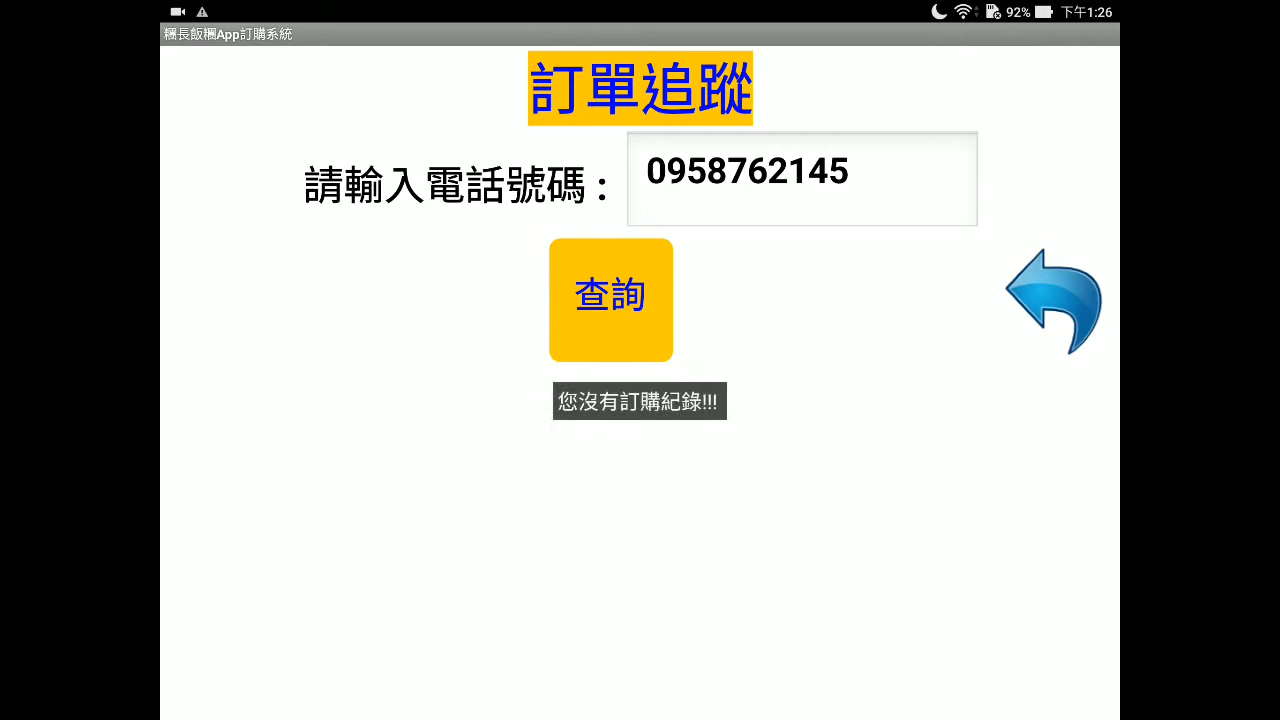 92% 下午1:26
糰長飯糰App訂購系統
訂單追蹤
請輸入電話號碼：
0958762145
查詢
您沒有訂購紀錄!!!